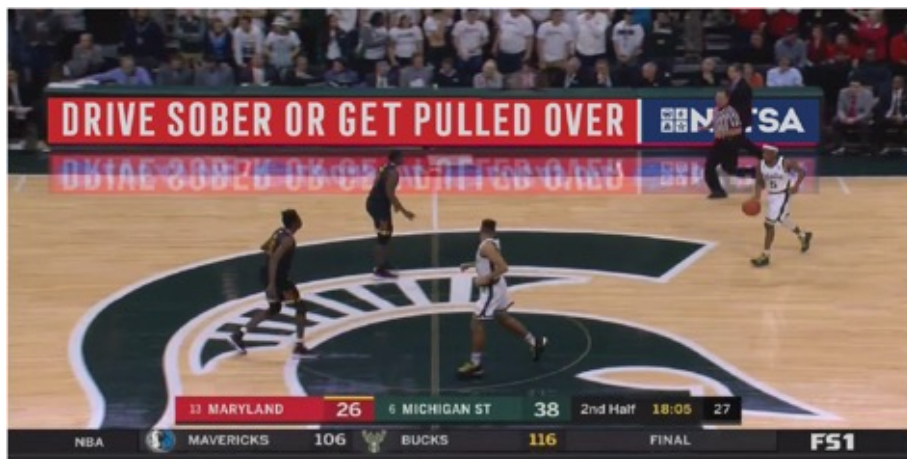 DRIVE SOBER OR GET PULLED OVER NHTSA
5
13 MARYLAND 26 6 MICHIGAN ST 38 2nd Half 18:05 27
NBA MAVERICKS 106 BUCKS 116 FINAL FS1